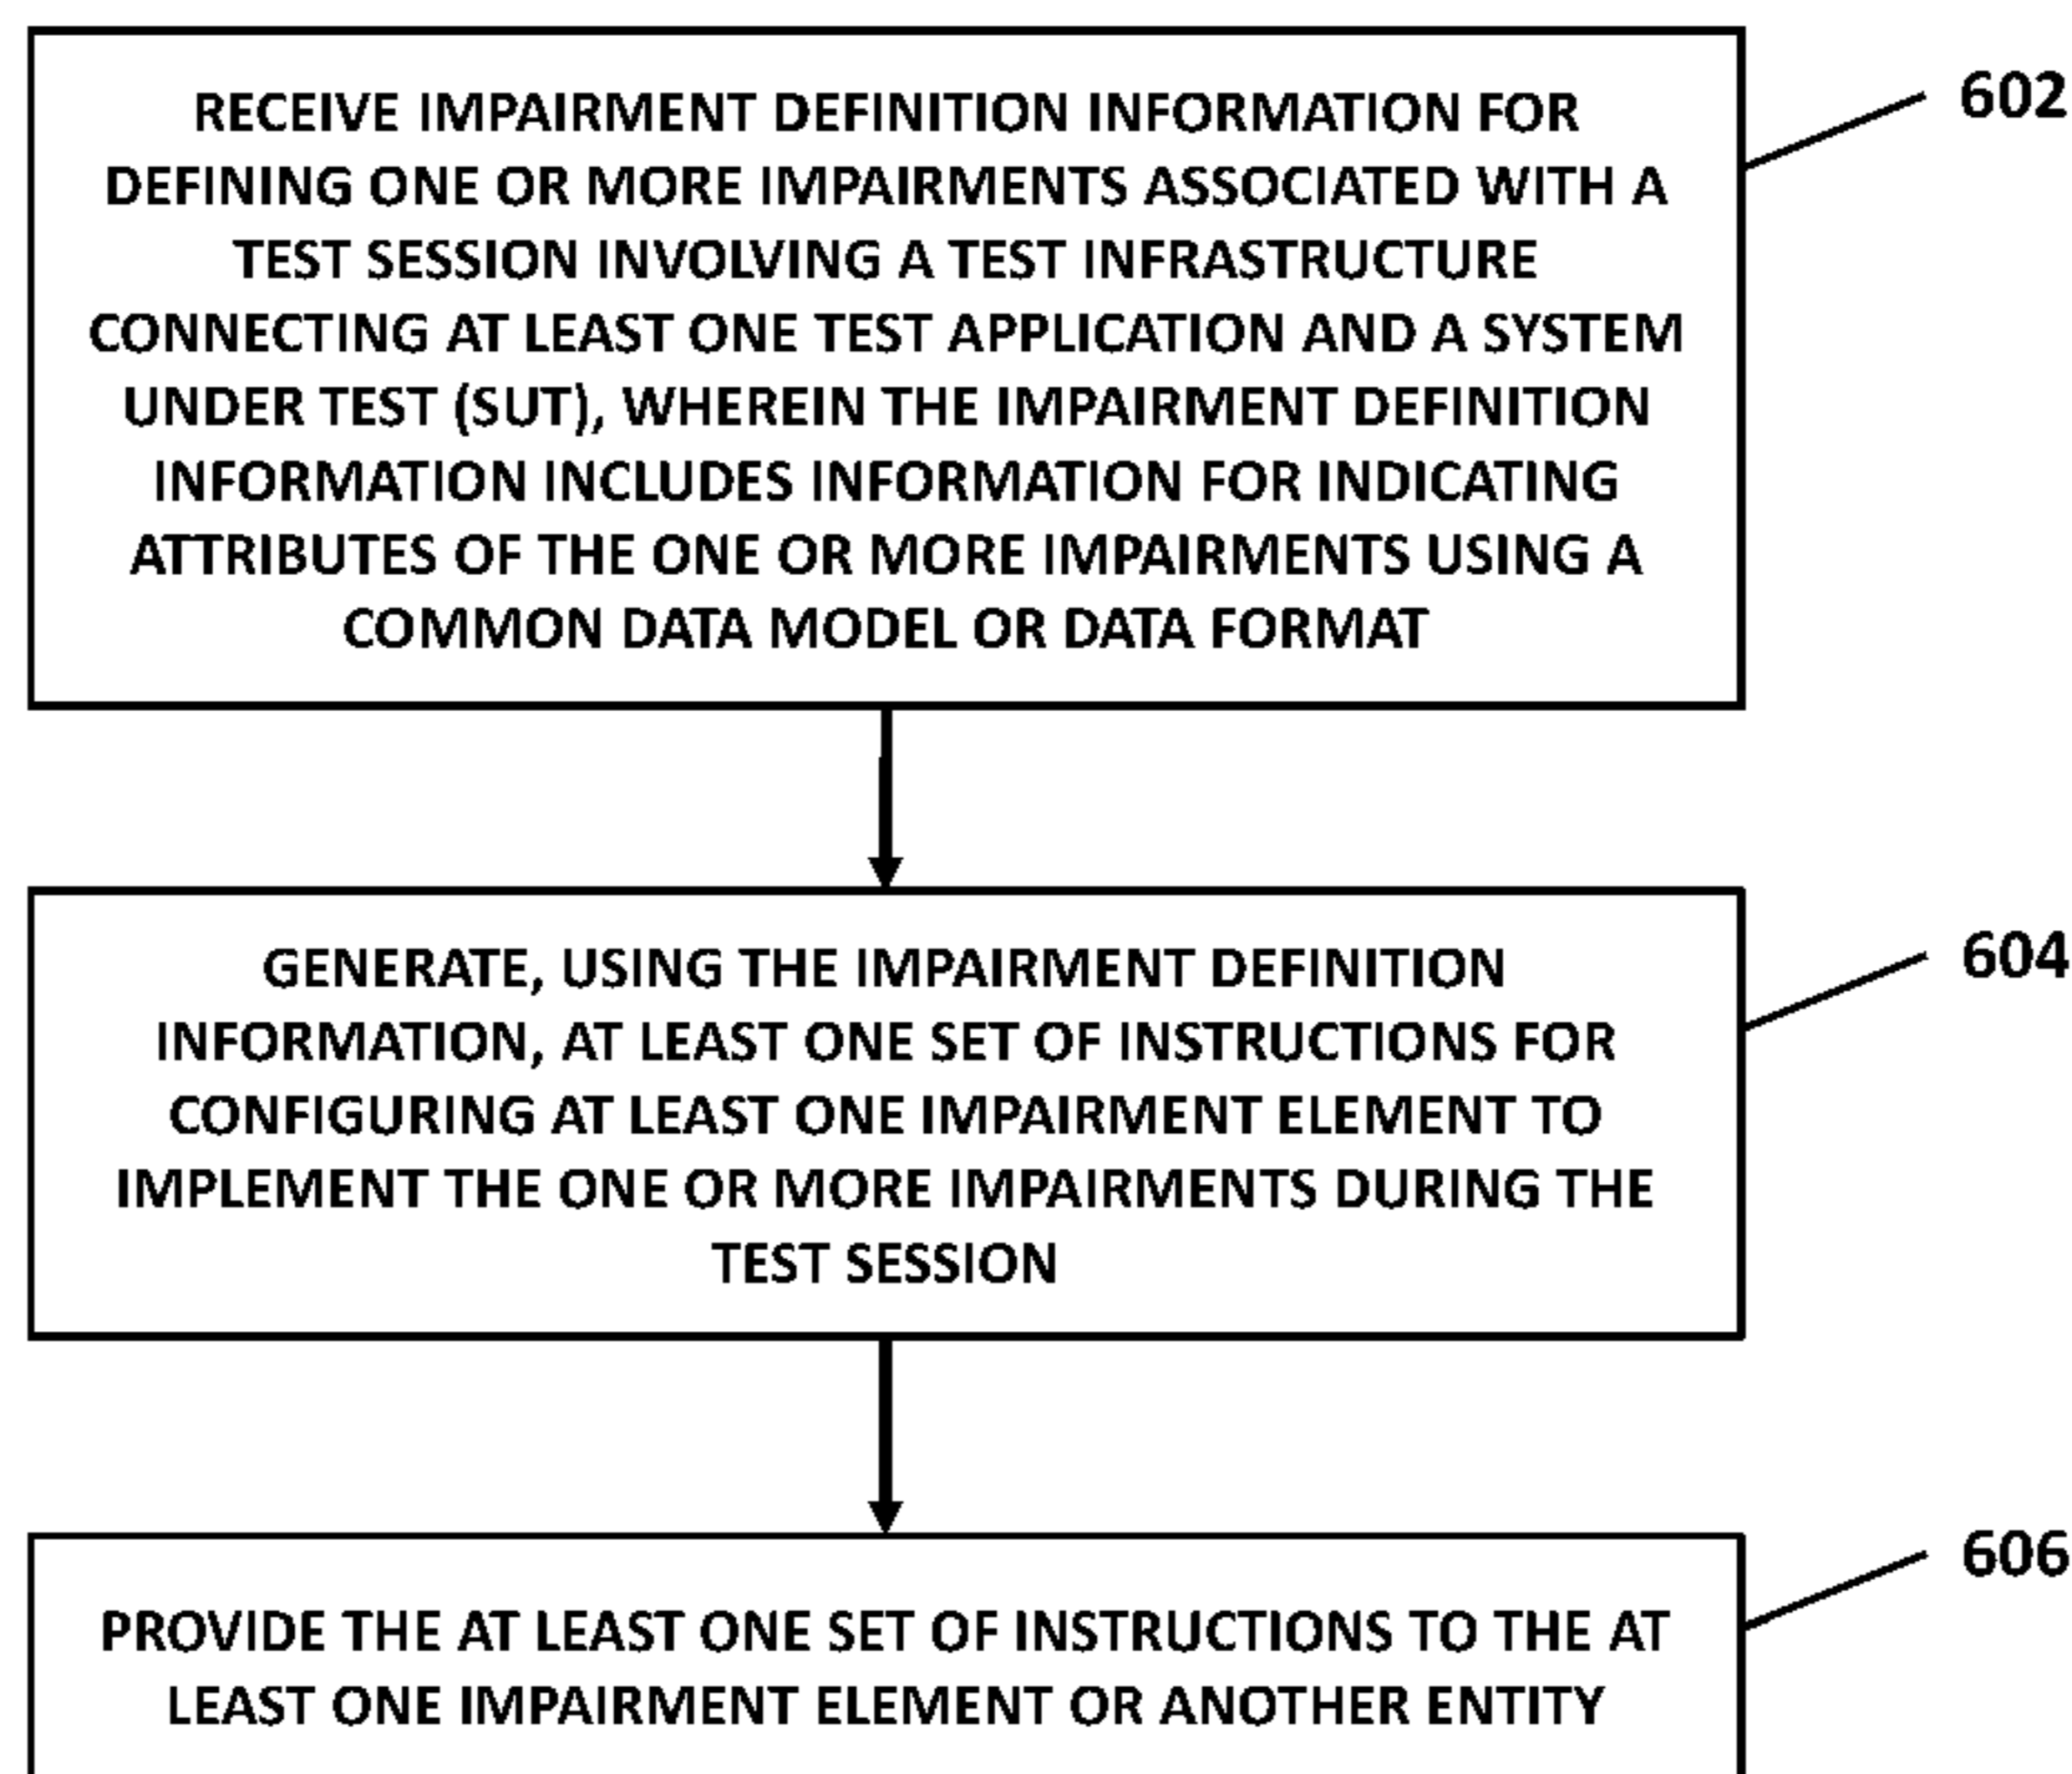 RECEIVE IMPAIRMENT DEFINITION INFORMATION FOR
DEFINING ONE OR MORE IMPAIRMENTS ASSOCIATED WITH A
TEST SESSION INVOLVING A TEST INFRASTRUCTURE
CONNECTING AT LEAST ONE TEST APPLICATION AND A SYSTEM
UNDER TEST (SUT), WHEREIN THE IMPAIRMENT DEFINITION
INFORMATION INCLUDES INFORMATION FOR INDICATING
ATTRIBUTES OF THE ONE OR MORE IMPAIRMENTS USING A
COMMON DATA MODEL OR DATA FORMAT
602
GENERATE, USING THE IMPAIRMENT DEFINITION
INFORMATION, AT LEAST ONE SET OF INSTRUCTIONS FOR
CONFIGURING AT LEAST ONE IMPAIRMENT ELEMENT TO
IMPLEMENT THE ONE OR MORE IMPAIRMENTS DURING THE
TEST SESSION
604
PROVIDE THE AT LEAST ONE SET OF INSTRUCTIONS TO THE AT
LEAST ONE IMPAIRMENT ELEMENT OR ANOTHER ENTITY
606